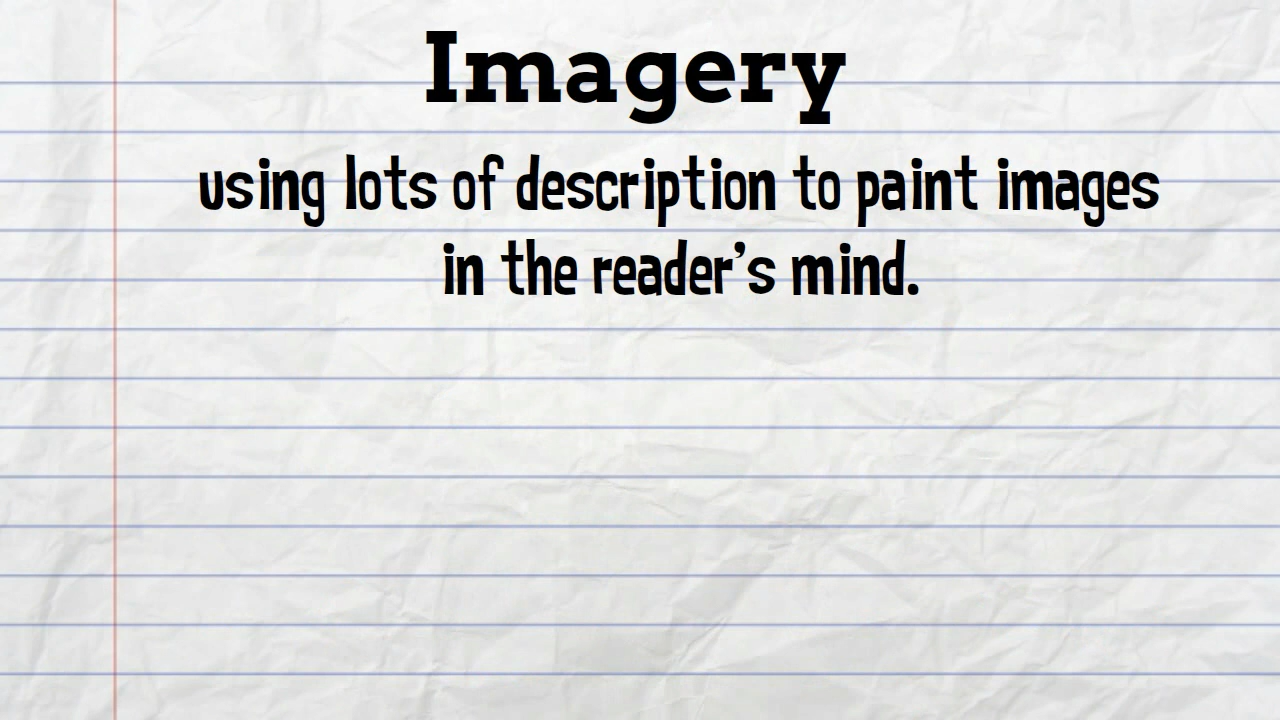 Imagery
using lots of description to paint images
in the reader's mind.